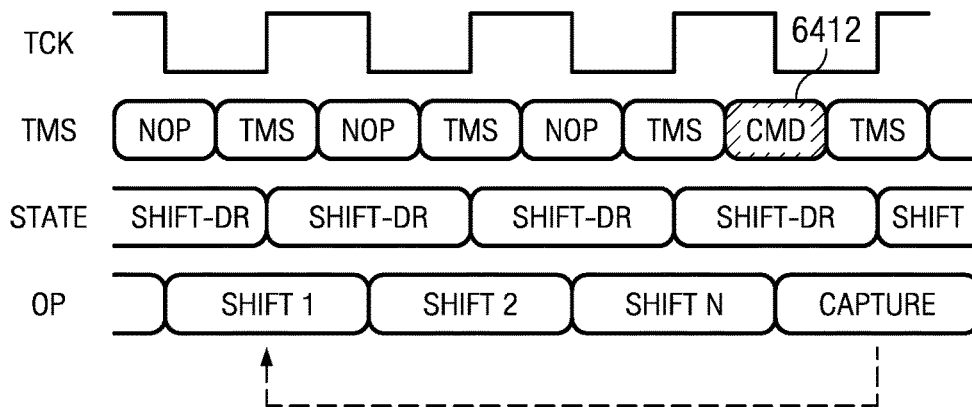 6412
TCK
TMS NOP TMS NOP TMS NOP TMS CMD TMS
STATE SHIFT-DR SHIFT-DR SHIFT-DR SHIFT-DR SHIFT
OP SHIFT 1 SHIFT 2 SHIFT N CAPTURE